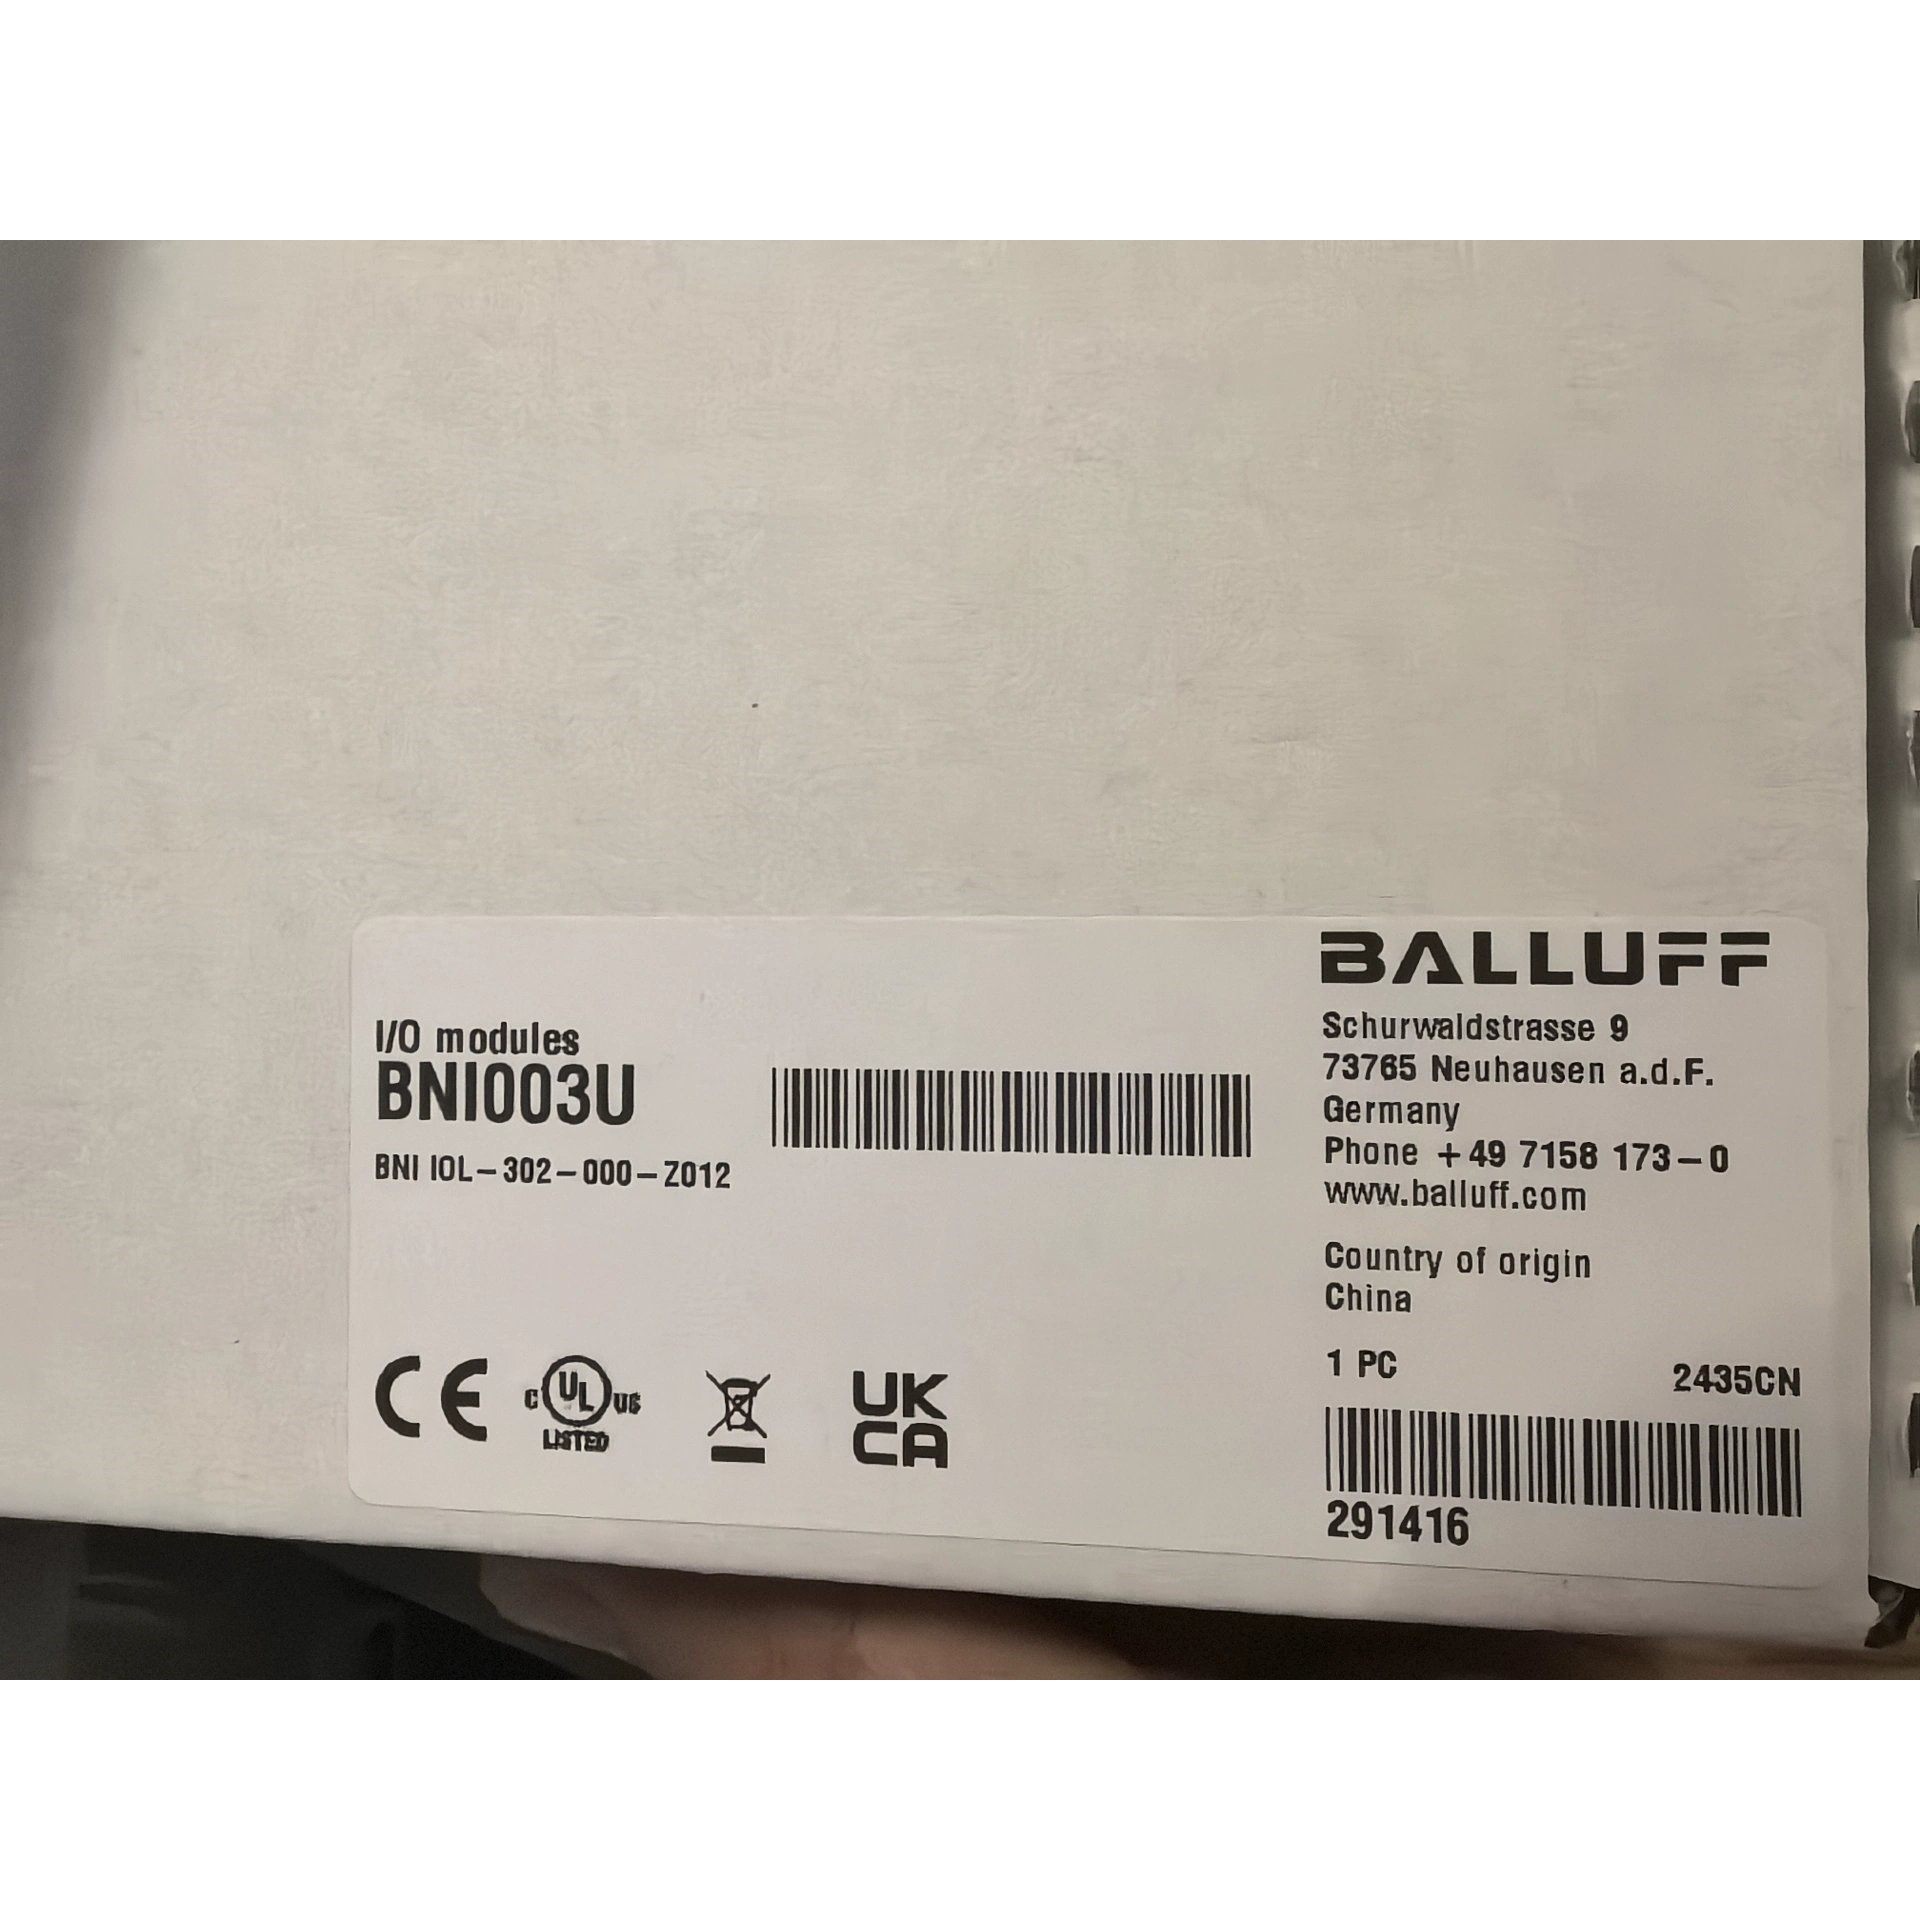 I/O modules
BNI003U
BNI IOL-302-000-Z012
CE
C UL US
LISTED
UK
CA
BALLUFF
Schurwaldstrasse 9
73765 Neuhausen a.d.F.
Germany
Phone +49 7158 173-0
www.balluff.com
Country of origin
China
1 PC 2435CN
291416